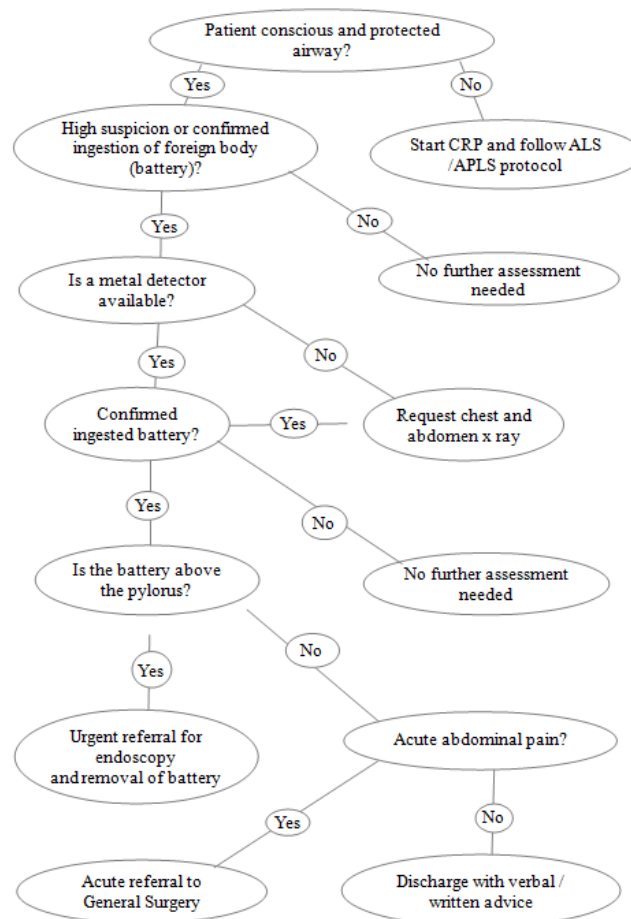 Patient conscious and protected
airway?
Yes
No
High suspicion or confirmed
ingestion of foreign body
(battery)?
Start CRP and follow ALS
/APLS protocol
Yes
No
Is a metal detector
available?
No further assessment
needed
Yes
No
Confirmed
ingested battery?
Yes
Request chest and
abdomen x ray
Yes
No
Is the battery above
the pylorus?
No further assessment
needed
No
Yes
Urgent referral for
endoscopy
and removal of battery
Acute abdominal pain?
Yes
No
Acute referral to
General Surgery
Discharge with verbal /
written advice